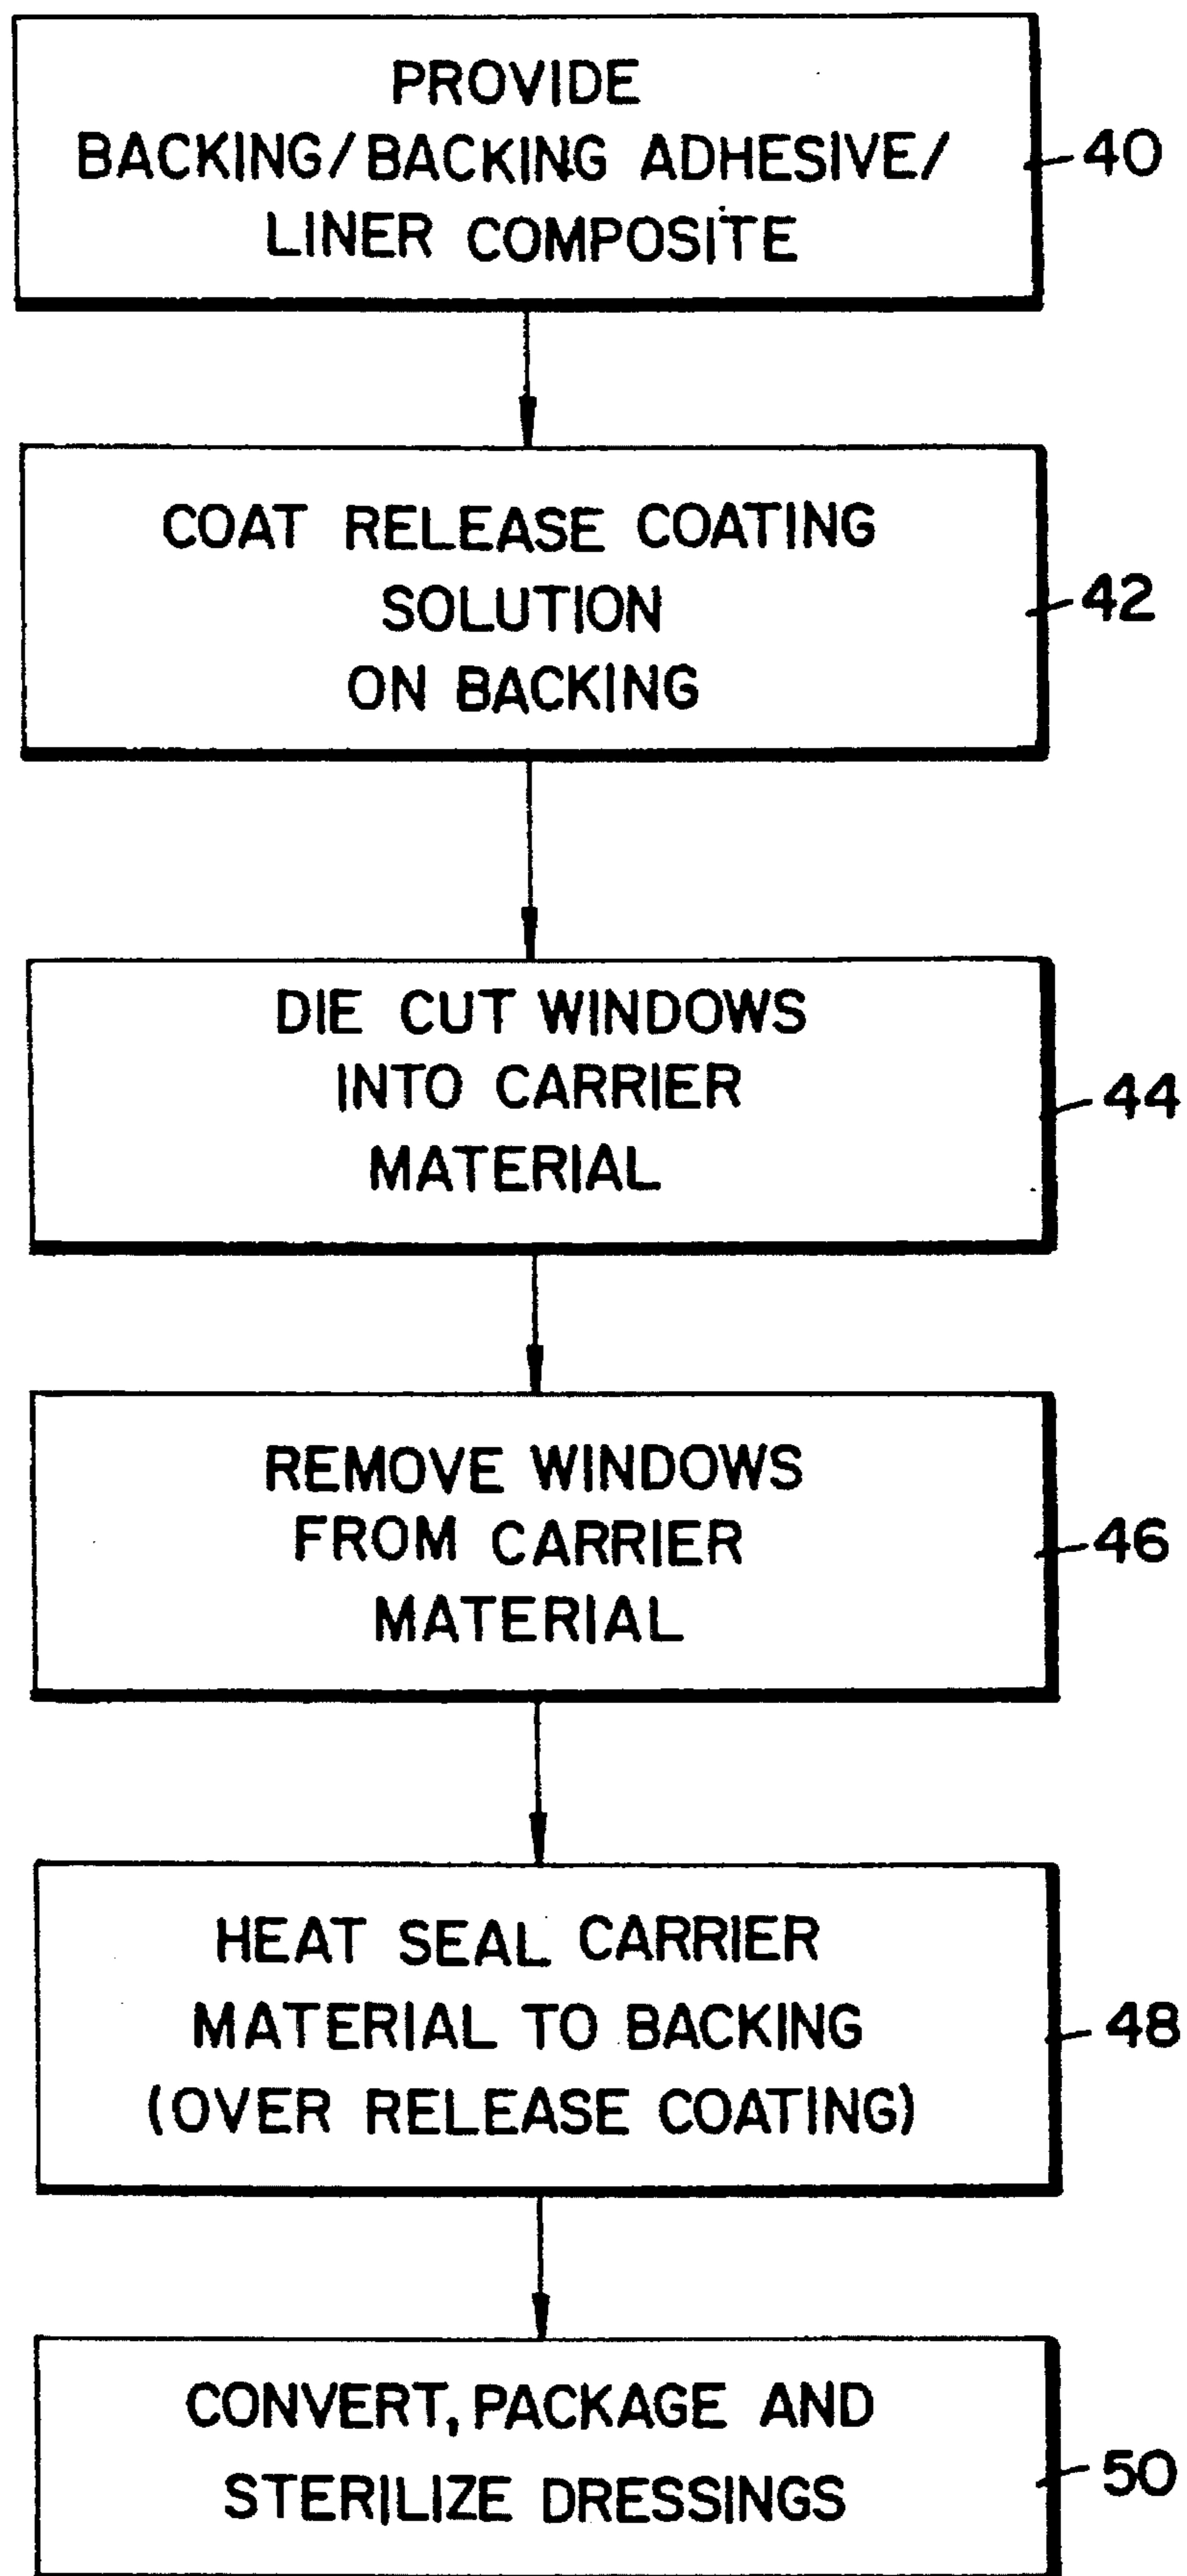 PROVIDE
BACKING/BACKING ADHESIVE/
LINER COMPOSITE
40
COAT RELEASE COATING
SOLUTION
ON BACKING
42
DIE CUT WINDOWS
INTO CARRIER
MATERIAL
44
REMOVE WINDOWS
FROM CARRIER
MATERIAL
46
HEAT SEAL CARRIER
MATERIAL TO BACKING
(OVER RELEASE COATING)
48
CONVERT, PACKAGE AND
STERILIZE DRESSINGS
50